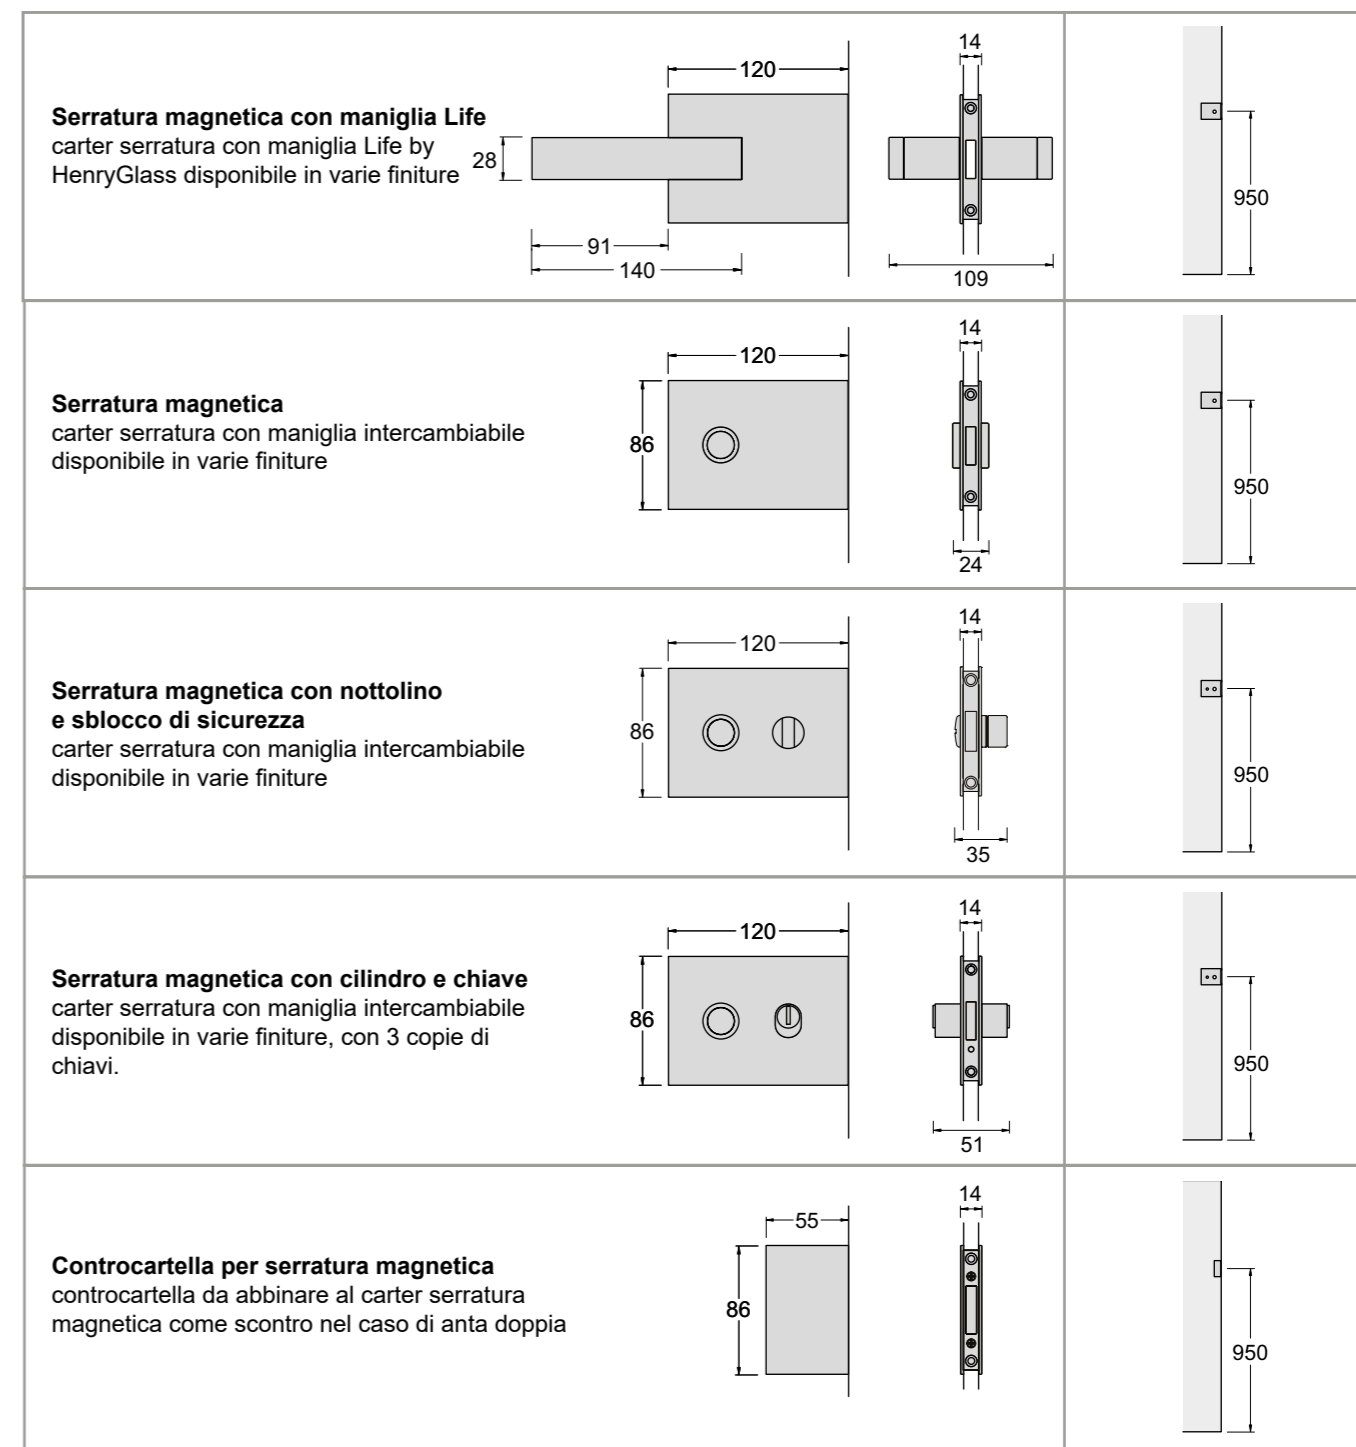 120
14
Serratura magnetica con maniglia Life
carter serratura con maniglia Life by
HenryGlass disponibile in varie finiture
28
91
140
109
950
120
14
Serratura magnetica
carter serratura con maniglia intercambiabile
disponibile in varie finiture
86
24
950
120
14
Serratura magnetica con nottolino
e sblocco di sicurezza
carter serratura con maniglia intercambiabile
disponibile in varie finiture
86
35
950
120
14
Serratura magnetica con cilindro e chiave
carter serratura con maniglia intercambiabile
disponibile in varie finiture, con 3 copie di
chiavi.
86
51
950
55
14
Controcartella per serratura magnetica
controcartella da abbinare al carter serratura
magnetica come scontro nel caso di anta doppia
86
950